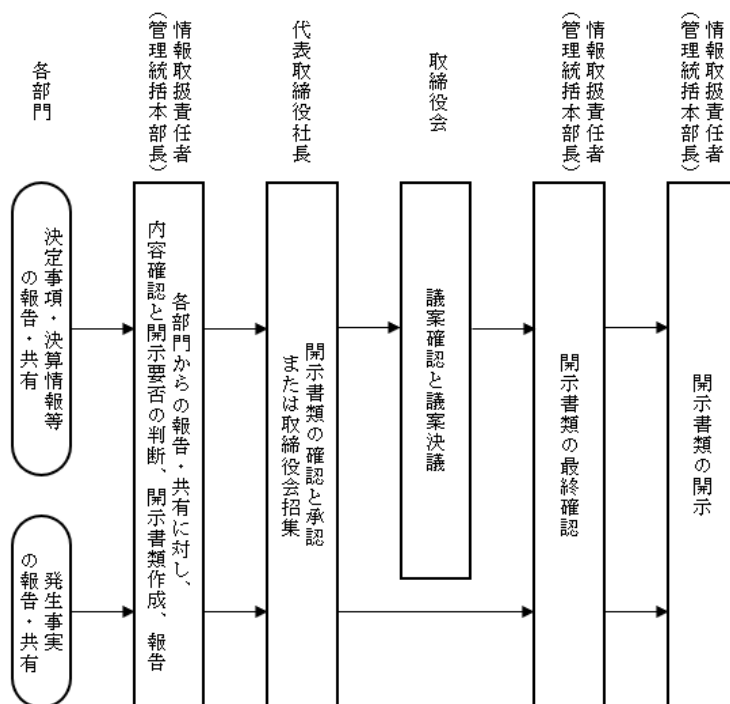 各部門
情報取扱責任者
（管理統括本部長）
代表取締役社長
取締役会
情報取扱責任者
（管理統括本部長）
情報取扱責任者
（管理統括本部長）
決定事項・決算情報等
の報告・共有
発生事実
の報告・共有
各部門からの報告・共有に対し、
内容確認と開示要否の判断、開示書類作成、報告
開示書類の確認と承認
または取締役会招集
議案確認と議案決議
開示書類の最終確認
開示書類の開示